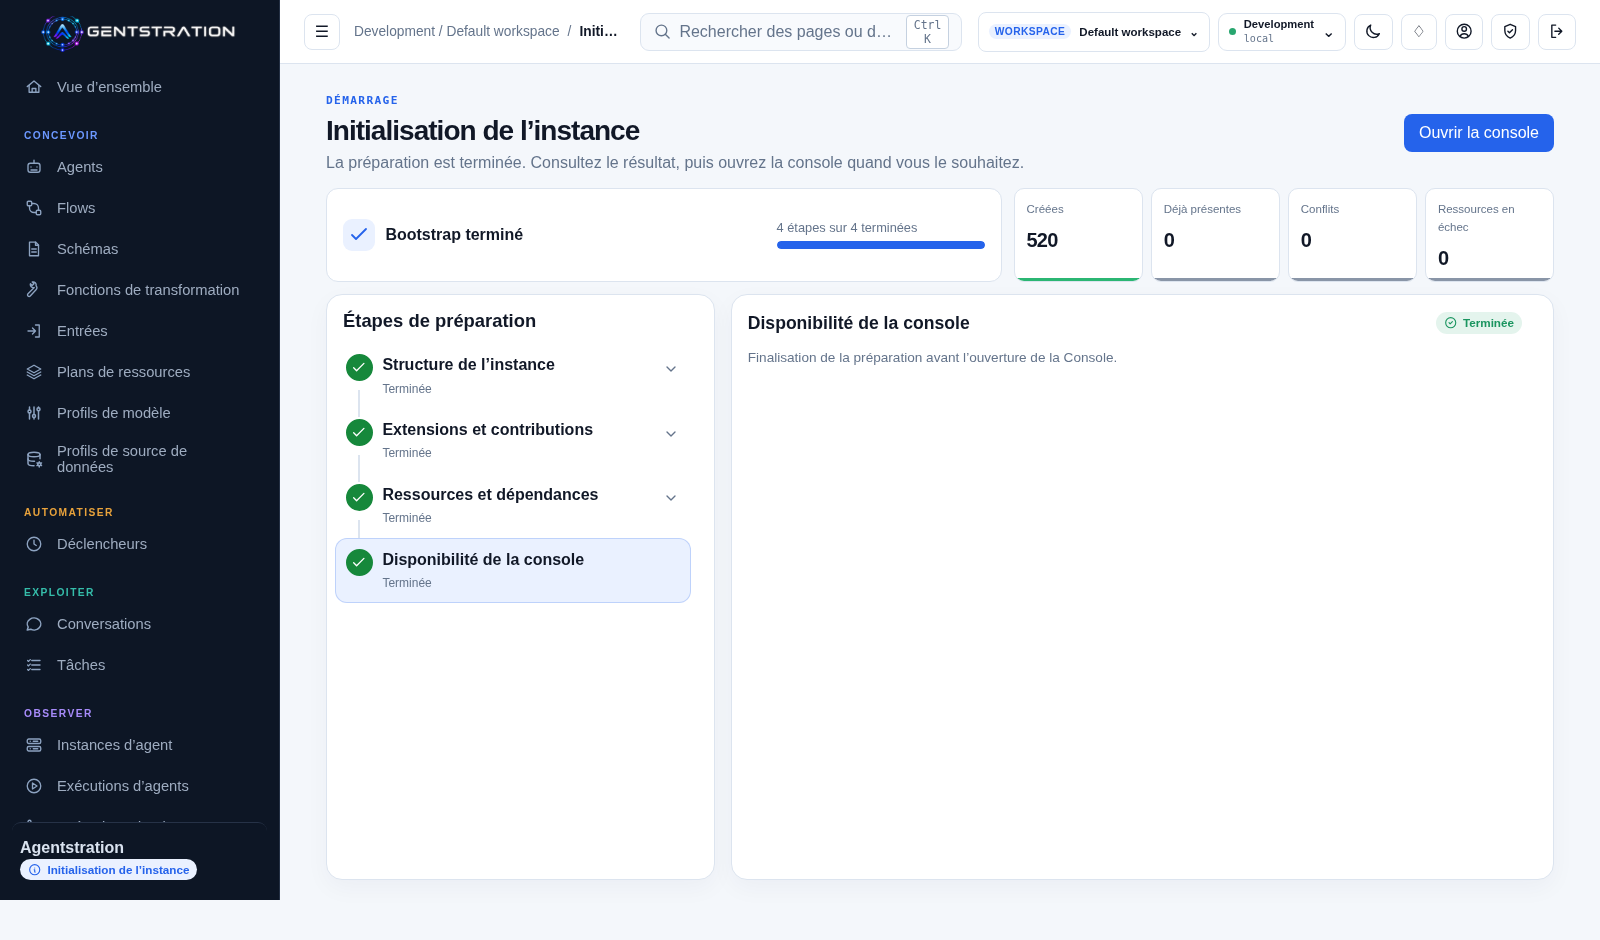 GENTSTRATION
Vue d’ensemble
CONCEVOIR
Agents
Flows
Schémas
Fonctions de transformation
Entrées
Plans de ressources
Profils de modèle
Profils de source de
données
AUTOMATISER
Déclencheurs
EXPLOITER
Conversations
Tâches
OBSERVER
Instances d’agent
Exécutions d’agents
Agentstration
Initialisation de l’instance
Development / Default workspace / Initi…
Rechercher des pages ou d…
Ctrl
K
WORKSPACE Default workspace
Development
local
DÉMARRAGE
Initialisation de l’instance
La préparation est terminée. Consultez le résultat, puis ouvrez la console quand vous le souhaitez.
Ouvrir la console
Bootstrap terminé
4 étapes sur 4 terminées
Créées
520
Déjà présentes
0
Conflits
0
Ressources en
échec
0
Étapes de préparation
Structure de l’instance
Terminée
Extensions et contributions
Terminée
Ressources et dépendances
Terminée
Disponibilité de la console
Terminée
Disponibilité de la console
Terminée
Finalisation de la préparation avant l’ouverture de la Console.